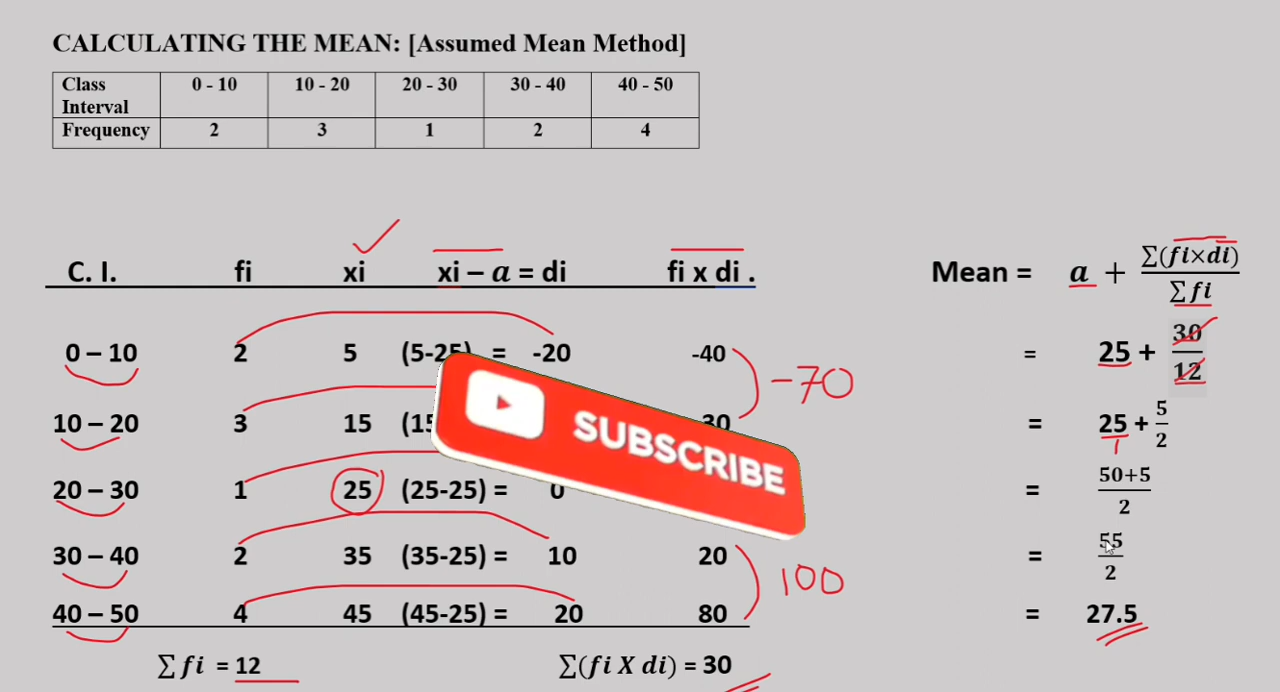 CALCULATING THE MEAN: [Assumed Mean Method]
Class Interval 0 - 10 10 - 20 20 - 30 30 - 40 40 - 50
Frequency 2 3 1 2 4
C. I. fi xi xi – a = di fi x di .
0 – 10 2 5 (5-25) = -20 -40
10 – 20 3 15 (15 30
20 – 30 1 25 (25-25) = 0
30 – 40 2 35 (35-25) = 10 20
40 – 50 4 45 (45-25) = 20 80
∑ fi = 12 ∑(fi X di) = 30
-70
100
SUBSCRIBE
Mean = a + ∑(fi×di) / ∑ fi
= 25 + 30/12
= 25 + 5/2
1
= 50+5 / 2
= 55/2
= 27.5